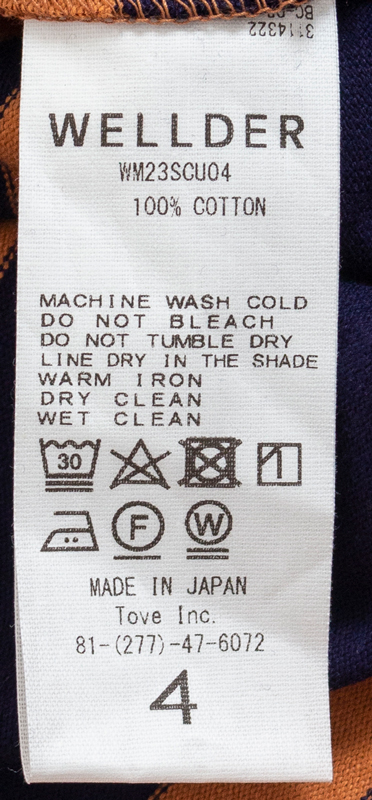 3114322
WELLDER
WM23SCU04
100% COTTON
MACHINE WASH COLD
DO NOT BLEACH
DO NOT TUMBLE DRY
LINE DRY IN THE SHADE
WARM IRON
DRY CLEAN
WET CLEAN
30
F W
MADE IN JAPAN
Tove Inc.
81-(277)-47-6072
4